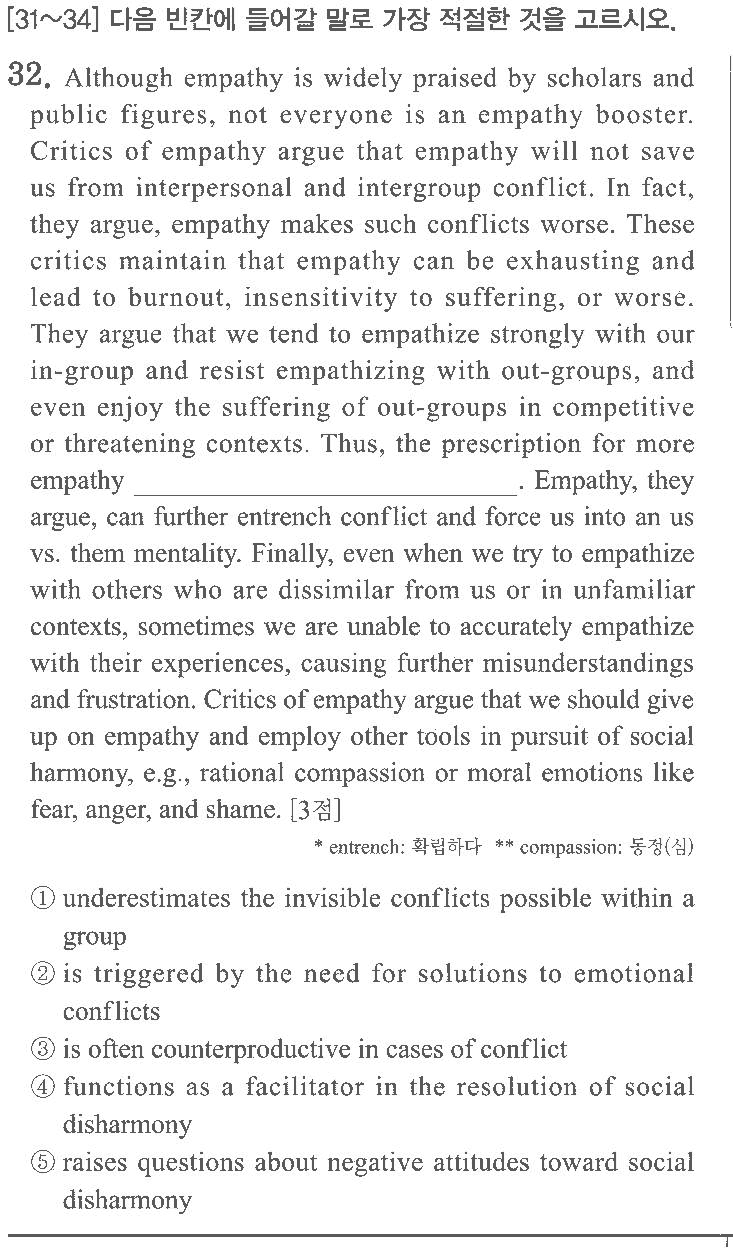 [31~34] 다음 빈칸에 들어갈 말로 가장 적절한 것을 고르시오.
32. Although empathy is widely praised by scholars and
public figures, not everyone is an empathy booster.
Critics of empathy argue that empathy will not save
us from interpersonal and intergroup conflict. In fact,
they argue, empathy makes such conflicts worse. These
critics maintain that empathy can be exhausting and
lead to burnout, insensitivity to suffering, or worse.
They argue that we tend to empathize strongly with our
in-group and resist empathizing with out-groups, and
even enjoy the suffering of out-groups in competitive
or threatening contexts. Thus, the prescription for more
empathy ____________________. Empathy, they
argue, can further entrench conflict and force us into an us
vs. them mentality. Finally, even when we try to empathize
with others who are dissimilar from us or in unfamiliar
contexts, sometimes we are unable to accurately empathize
with their experiences, causing further misunderstandings
and frustration. Critics of empathy argue that we should give
up on empathy and employ other tools in pursuit of social
harmony, e.g., rational compassion or moral emotions like
fear, anger, and shame. [3점]
* entrench: 확립하다 ** compassion: 동정(심)
① underestimates the invisible conflicts possible within a
group
② is triggered by the need for solutions to emotional
conflicts
③ is often counterproductive in cases of conflict
④ functions as a facilitator in the resolution of social
disharmony
⑤ raises questions about negative attitudes toward social
disharmony